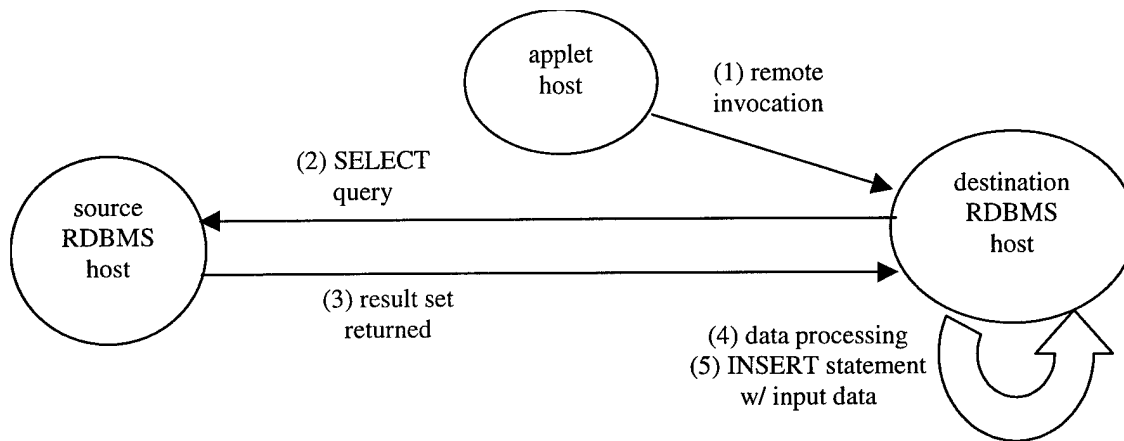 applet
host
(1) remote
invocation
(2) SELECT
query
source
RDBMS
host
destination
RDBMS
host
(3) result set
returned
(4) data processing
(5) INSERT statement
w/ input data